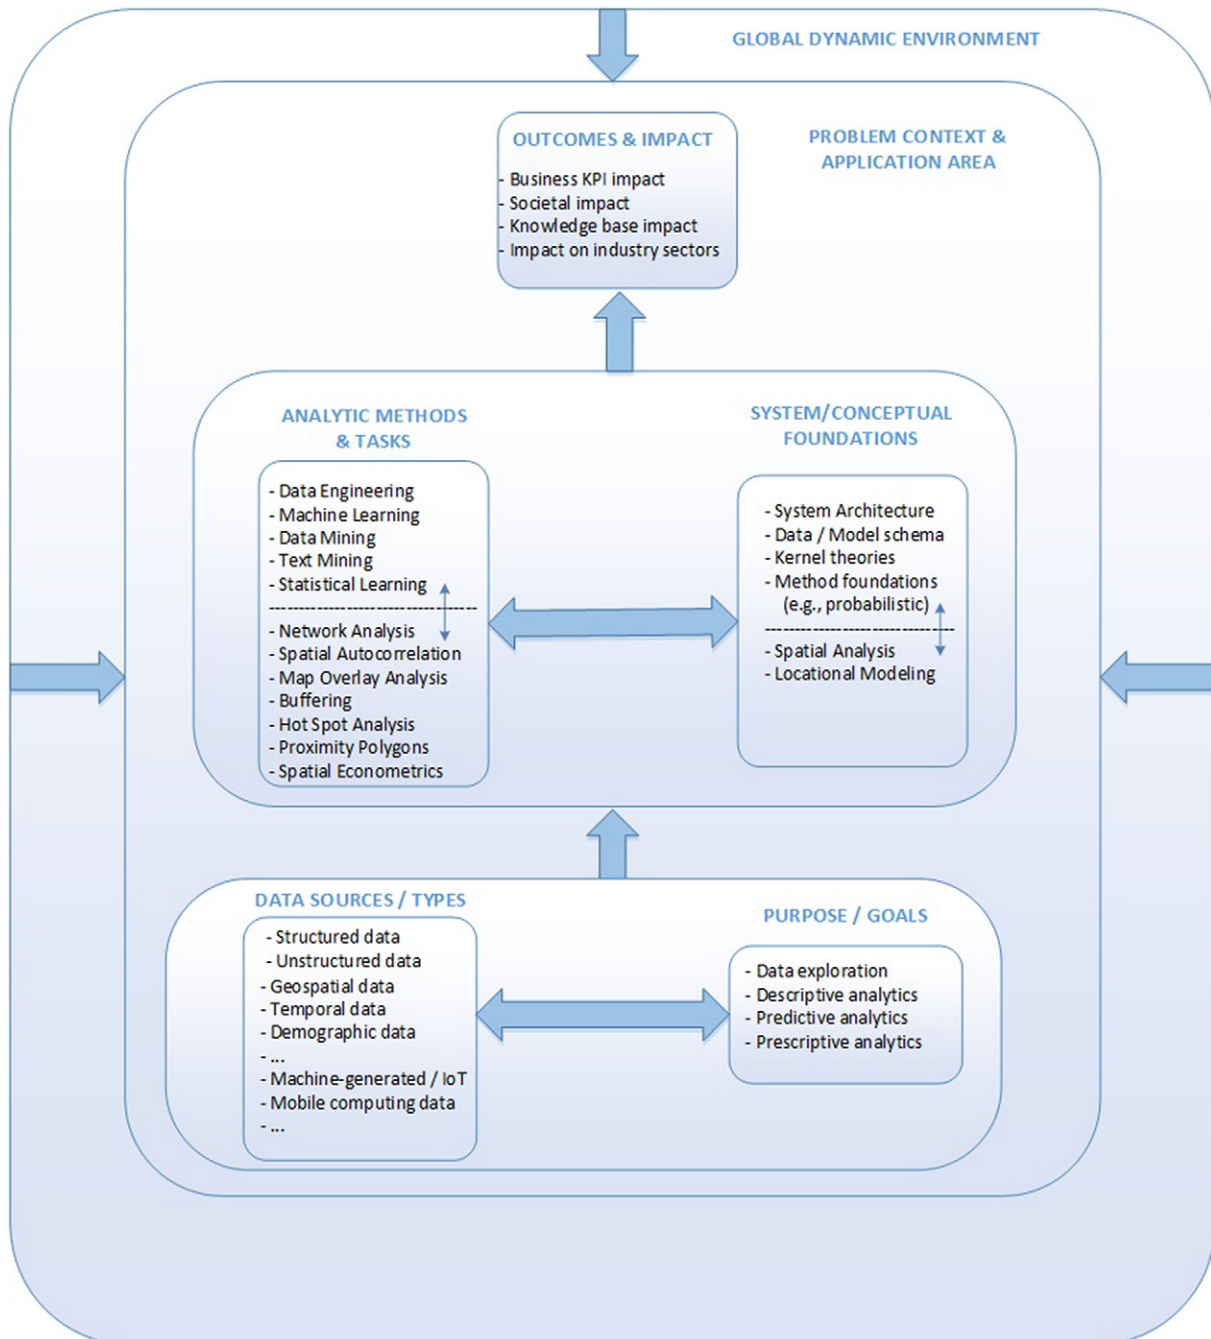 GLOBAL DYNAMIC ENVIRONMENT
PROBLEM CONTEXT &
APPLICATION AREA
OUTCOMES & IMPACT
- Business KPI impact
- Societal impact
- Knowledge base impact
- Impact on industry sectors
ANALYTIC METHODS
& TASKS
- Data Engineering
- Machine Learning
- Data Mining
- Text Mining
- Statistical Learning
- Network Analysis
- Spatial Autocorrelation
- Map Overlay Analysis
- Buffering
- Hot Spot Analysis
- Proximity Polygons
- Spatial Econometrics
SYSTEM/CONCEPTUAL
FOUNDATIONS
- System Architecture
- Data / Model schema
- Kernel theories
- Method foundations
(e.g., probabilistic)
- Spatial Analysis
- Locational Modeling
DATA SOURCES / TYPES
- Structured data
- Unstructured data
- Geospatial data
- Temporal data
- Demographic data
- ...
- Machine-generated / IoT
- Mobile computing data
- ...
PURPOSE / GOALS
- Data exploration
- Descriptive analytics
- Predictive analytics
- Prescriptive analytics